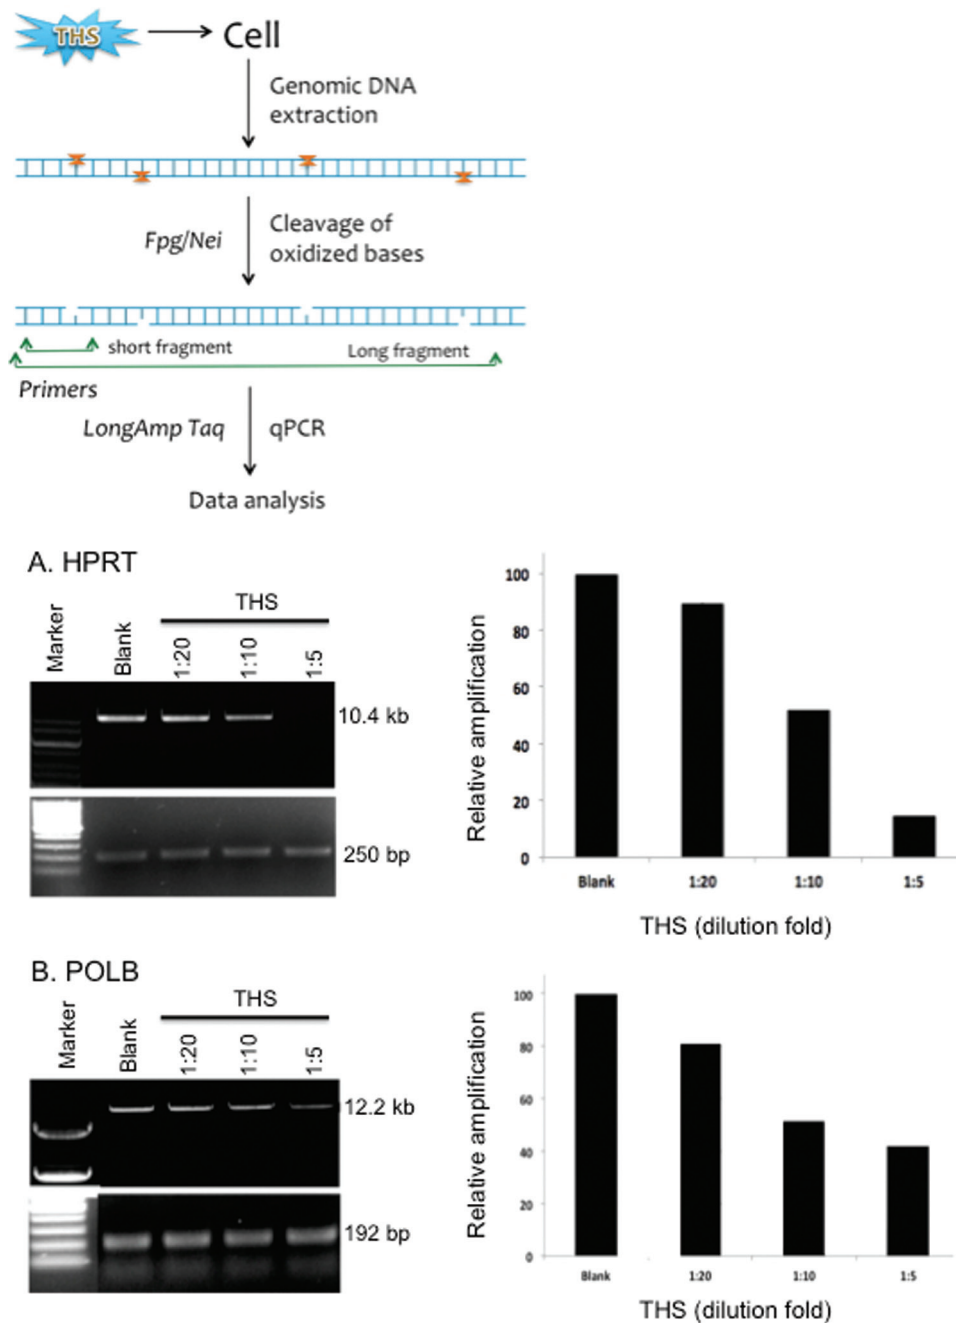 THS Cell
Genomic DNA
extraction
Fpg/Nei
Cleavage of
oxidized bases
short fragment
Long fragment
Primers
LongAmp Taq
qPCR
Data analysis
A. HPRT
THS
Marker
Blank
1:20
1:10
1:5
10.4 kb
250 bp
Relative amplification
100
80
60
40
20
0
Blank 1:20 1:10 1:5
THS (dilution fold)
B. POLB
THS
Marker
Blank
1:20
1:10
1:5
12.2 kb
192 bp
Relative amplification
100
80
60
40
20
0
Blank 1:20 1:10 1:5
THS (dilution fold)